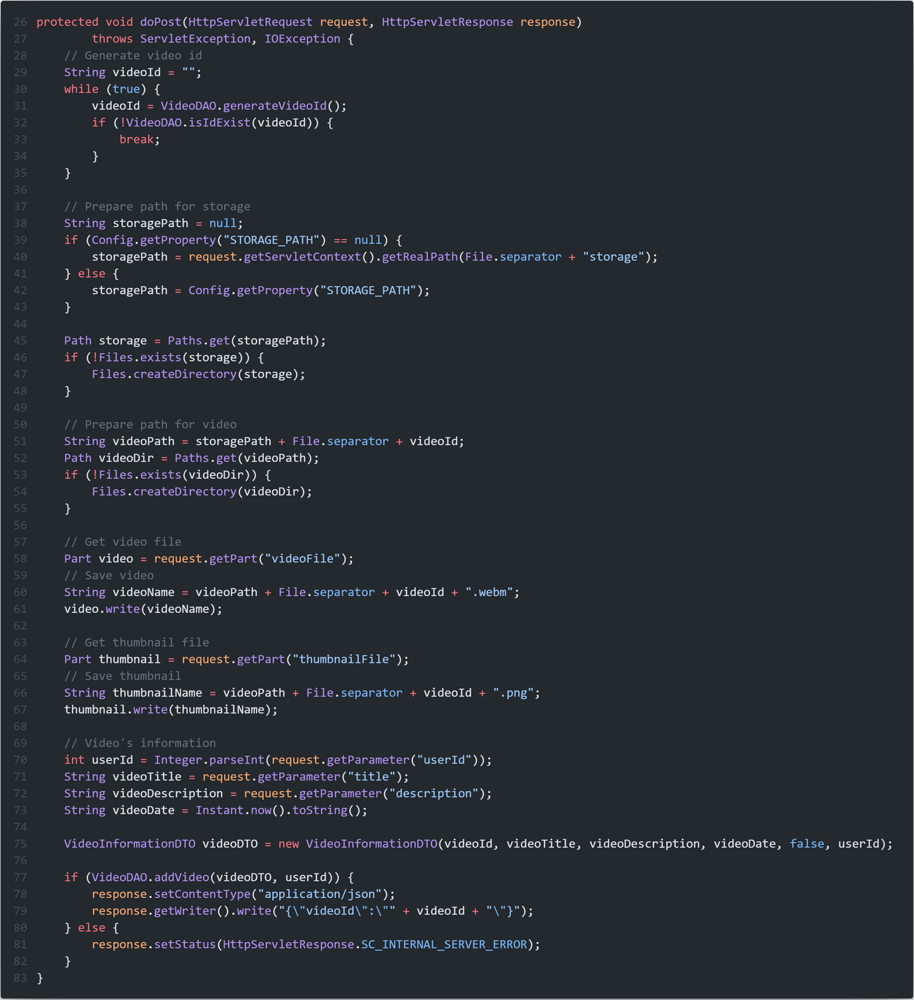 26 protected void doPost(HttpServletRequest request, HttpServletResponse response)
27         throws ServletException, IOException {
28     // Generate video id
29     String videoId = "";
30     while (true) {
31         videoId = VideoDAO.generateVideoId();
32         if (!VideoDAO.isIdExist(videoId)) {
33             break;
34         }
35     }
36
37     // Prepare path for storage
38     String storagePath = null;
39     if (Config.getProperty("STORAGE_PATH") == null) {
40         storagePath = request.getServletContext().getRealPath(File.separator + "storage");
41     } else {
42         storagePath = Config.getProperty("STORAGE_PATH");
43     }
44
45     Path storage = Paths.get(storagePath);
46     if (!Files.exists(storage)) {
47         Files.createDirectory(storage);
48     }
49
50     // Prepare path for video
51     String videoPath = storagePath + File.separator + videoId;
52     Path videoDir = Paths.get(videoPath);
53     if (!Files.exists(videoDir)) {
54         Files.createDirectory(videoDir);
55     }
56
57     // Get video file
58     Part video = request.getPart("videoFile");
59     // Save video
60     String videoName = videoPath + File.separator + videoId + ".webm";
61     video.write(videoName);
62
63     // Get thumbnail file
64     Part thumbnail = request.getPart("thumbnailFile");
65     // Save thumbnail
66     String thumbnailName = videoPath + File.separator + videoId + ".png";
67     thumbnail.write(thumbnailName);
68
69     // Video's information
70     int userId = Integer.parseInt(request.getParameter("userId"));
71     String videoTitle = request.getParameter("title");
72     String videoDescription = request.getParameter("description");
73     String videoDate = Instant.now().toString();
74
75     VideoInformationDTO videoDTO = new VideoInformationDTO(videoId, videoTitle, videoDescription, videoDate, false, userId);
76
77     if (VideoDAO.addVideo(videoDTO, userId)) {
78         response.setContentType("application/json");
79         response.getWriter().write("{\"videoId\":\"" + videoId + "\"}");
80     } else {
81         response.setStatus(HttpServletResponse.SC_INTERNAL_SERVER_ERROR);
82     }
83 }